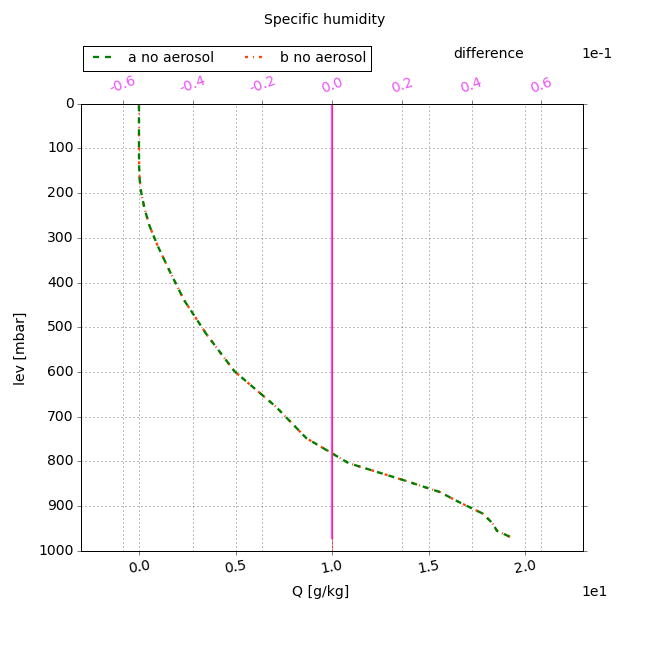 Specific humidity
a no aerosol b no aerosol difference 1e-1
-0.6 -0.4 -0.2 0.0 0.2 0.4 0.6
0
100
200
300
400
500
600
700
800
900
1000
lev [mbar]
0.0 0.5 1.0 1.5 2.0
Q [g/kg] 1e1